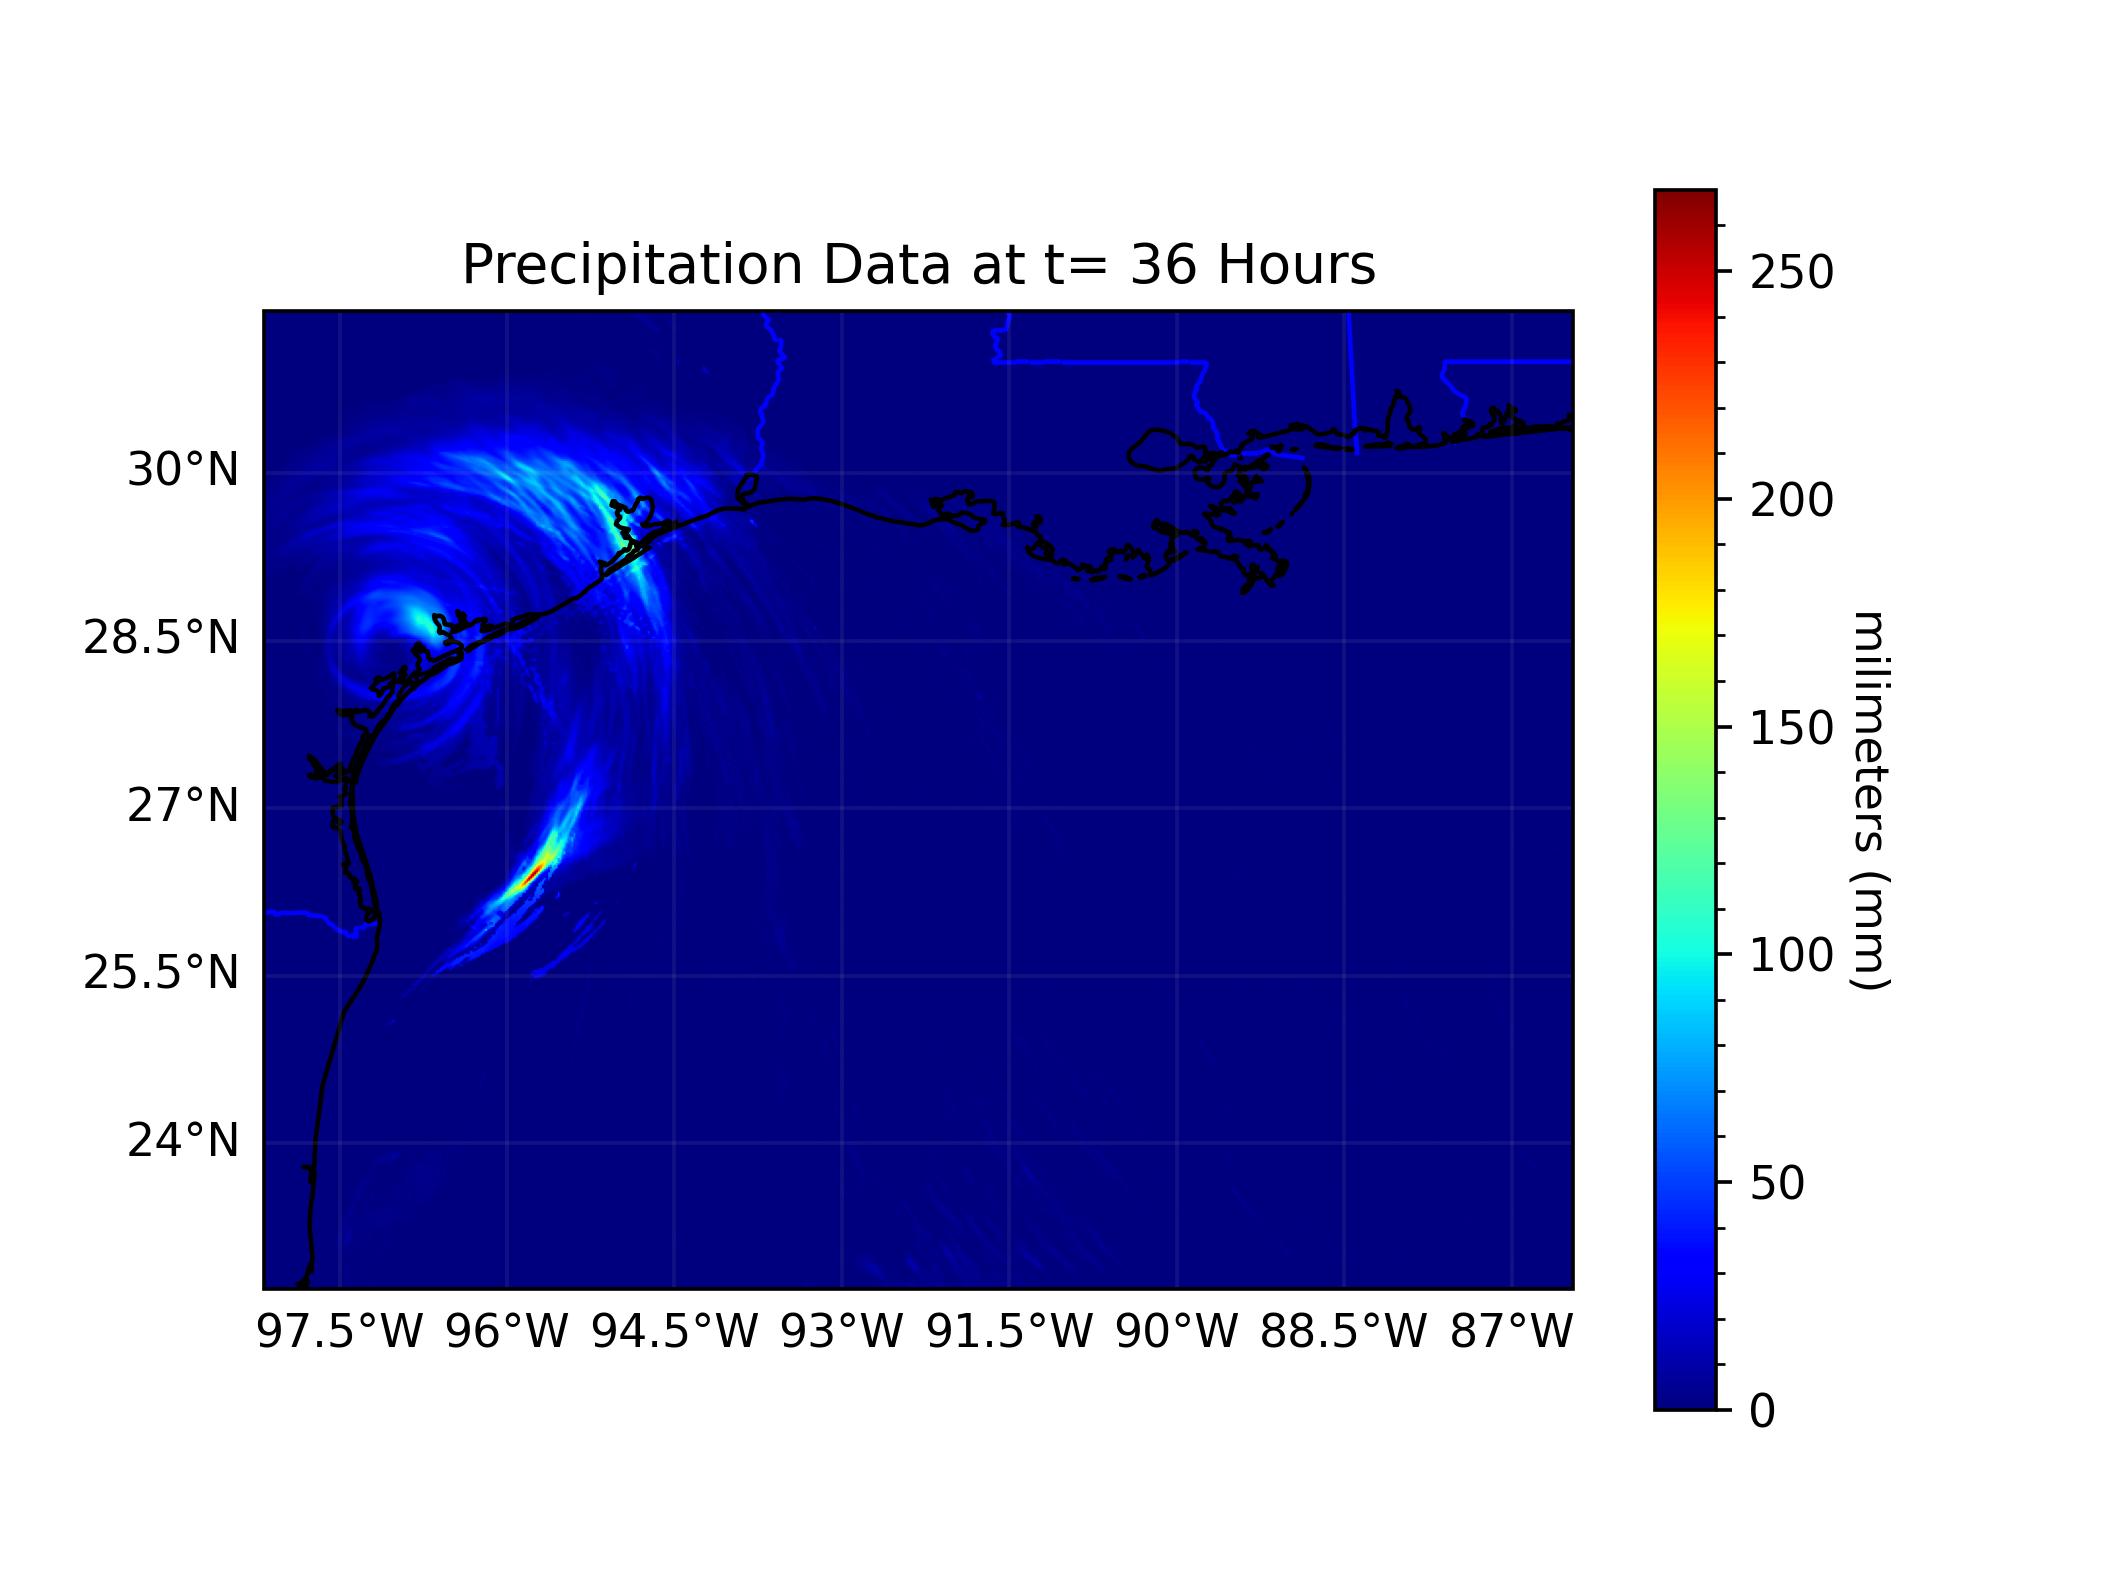 Precipitation Data at t= 36 Hours
30°N
28.5°N
27°N
25.5°N
24°N
97.5°W 96°W 94.5°W 93°W 91.5°W 90°W 88.5°W 87°W
250
200
150
100
50
0
milimeters (mm)